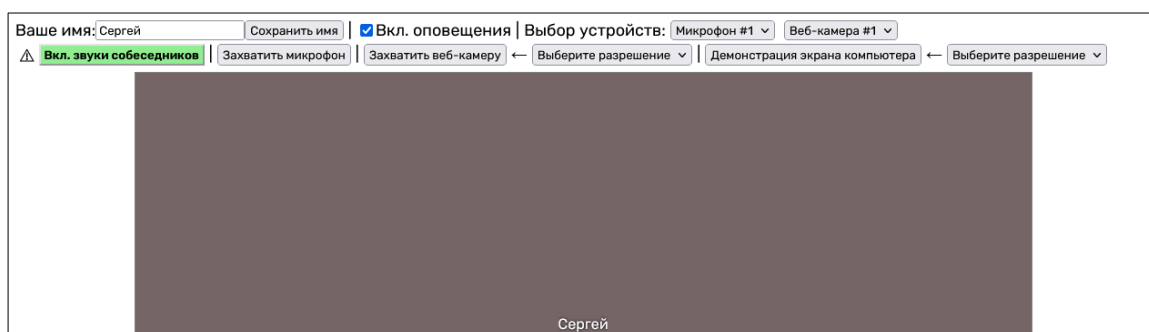 Ваше имя: Сергей Сохранить имя | Вкл. оповещения | Выбор устройств: Микрофон #1 Веб-камера #1
⚠ Вкл. звуки собеседников | Захватить микрофон | Захватить веб-камеру ← Выберите разрешение | Демонстрация экрана компьютера ← Выберите разрешение
Сергей